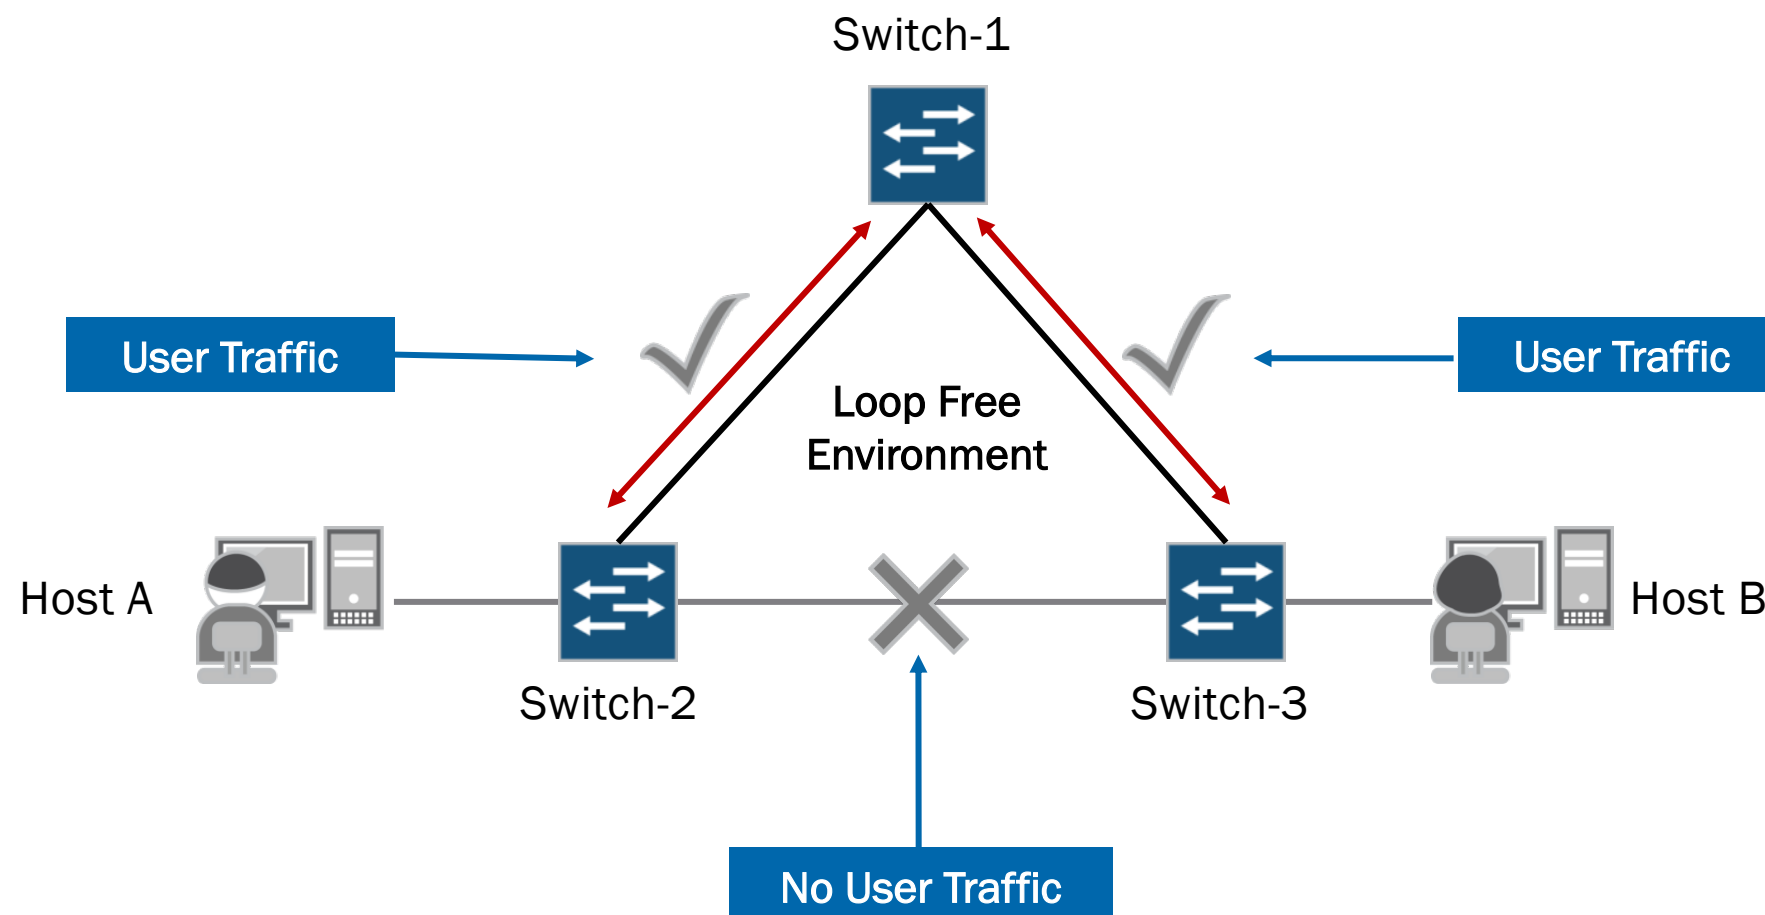 Switch-1
User Traffic
User Traffic
Loop Free
Environment
Host A
Host B
Switch-2
Switch-3
No User Traffic